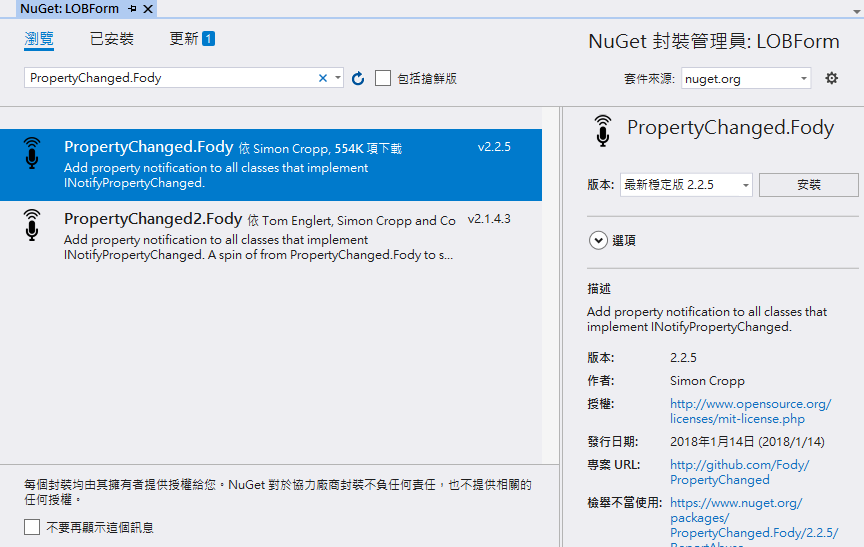 NuGet: LOBForm
瀏覽 已安裝 更新 1
NuGet 封裝管理員: LOBForm
PropertyChanged.Fody
包括搶鮮版
套件來源: nuget.org
PropertyChanged.Fody 依 Simon Cropp, 554K 項下載 v2.2.5
Add property notification to all classes that implement
INotifyPropertyChanged.
PropertyChanged2.Fody 依 Tom Englert, Simon Cropp and Co v2.1.4.3
Add property notification to all classes that implement
INotifyPropertyChanged. A spin of from PropertyChanged.Fody to s...
每個封裝均由其擁有者提供授權給您。NuGet 對於協力廠商封裝不負任何責任，也不提供相關的
任何授權。
不要再顯示這個訊息
PropertyChanged.Fody
版本: 最新穩定版 2.2.5 安裝
選項
描述
Add property notification to all classes that
implement INotifyPropertyChanged.
版本: 2.2.5
作者: Simon Cropp
授權: http://www.opensource.org/
licenses/mit-license.php
發行日期: 2018年1月14日 (2018/1/14)
專案 URL: http://github.com/Fody/
PropertyChanged
檢舉不當使用: https://www.nuget.org/
packages/
PropertyChanged.Fody/2.2.5/
ReportAbuse